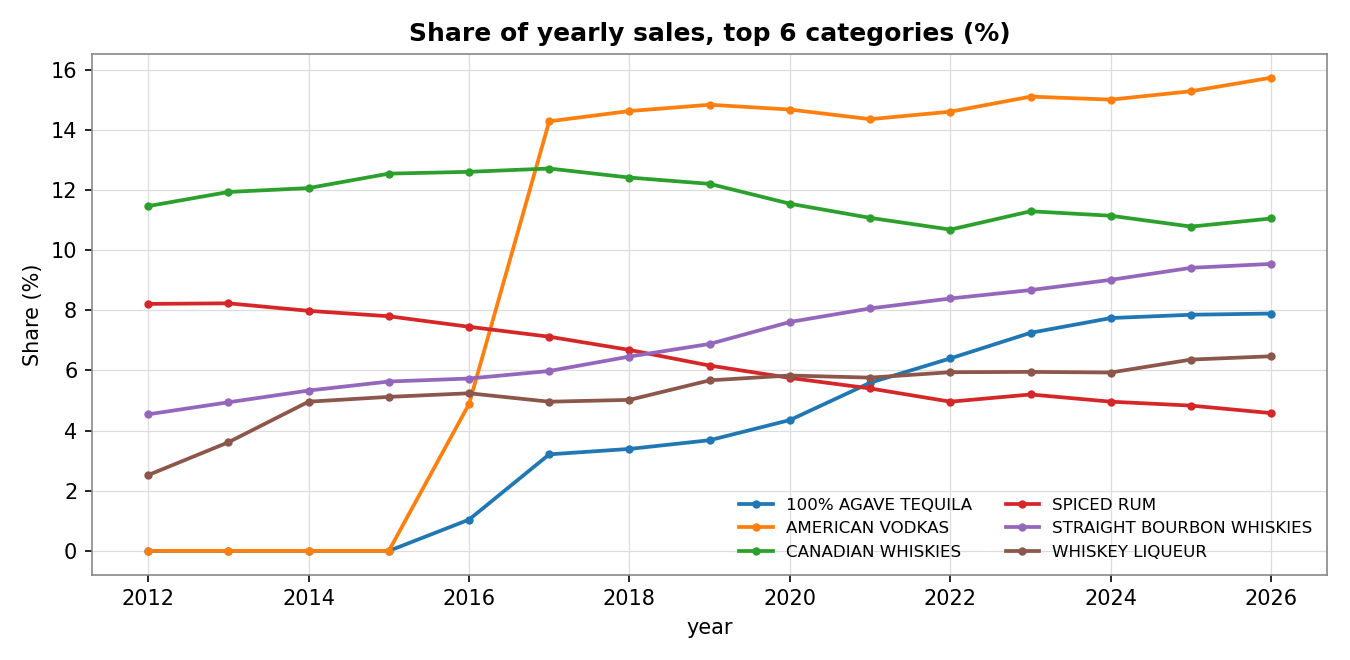 Share of yearly sales, top 6 categories (%)
16
14
12
10
8
6
4
2
0
Share (%)
100% AGAVE TEQUILA
AMERICAN VODKAS
CANADIAN WHISKIES
SPICED RUM
STRAIGHT BOURBON WHISKIES
WHISKEY LIQUEUR
2012 2014 2016 2018 2020 2022 2024 2026
year